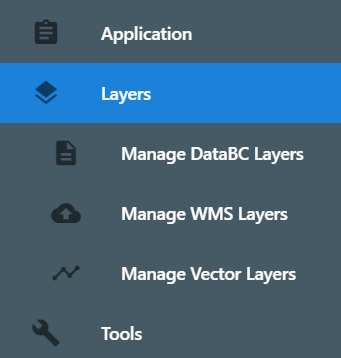 Application
Layers
Manage DataBC Layers
Manage WMS Layers
Manage Vector Layers
Tools